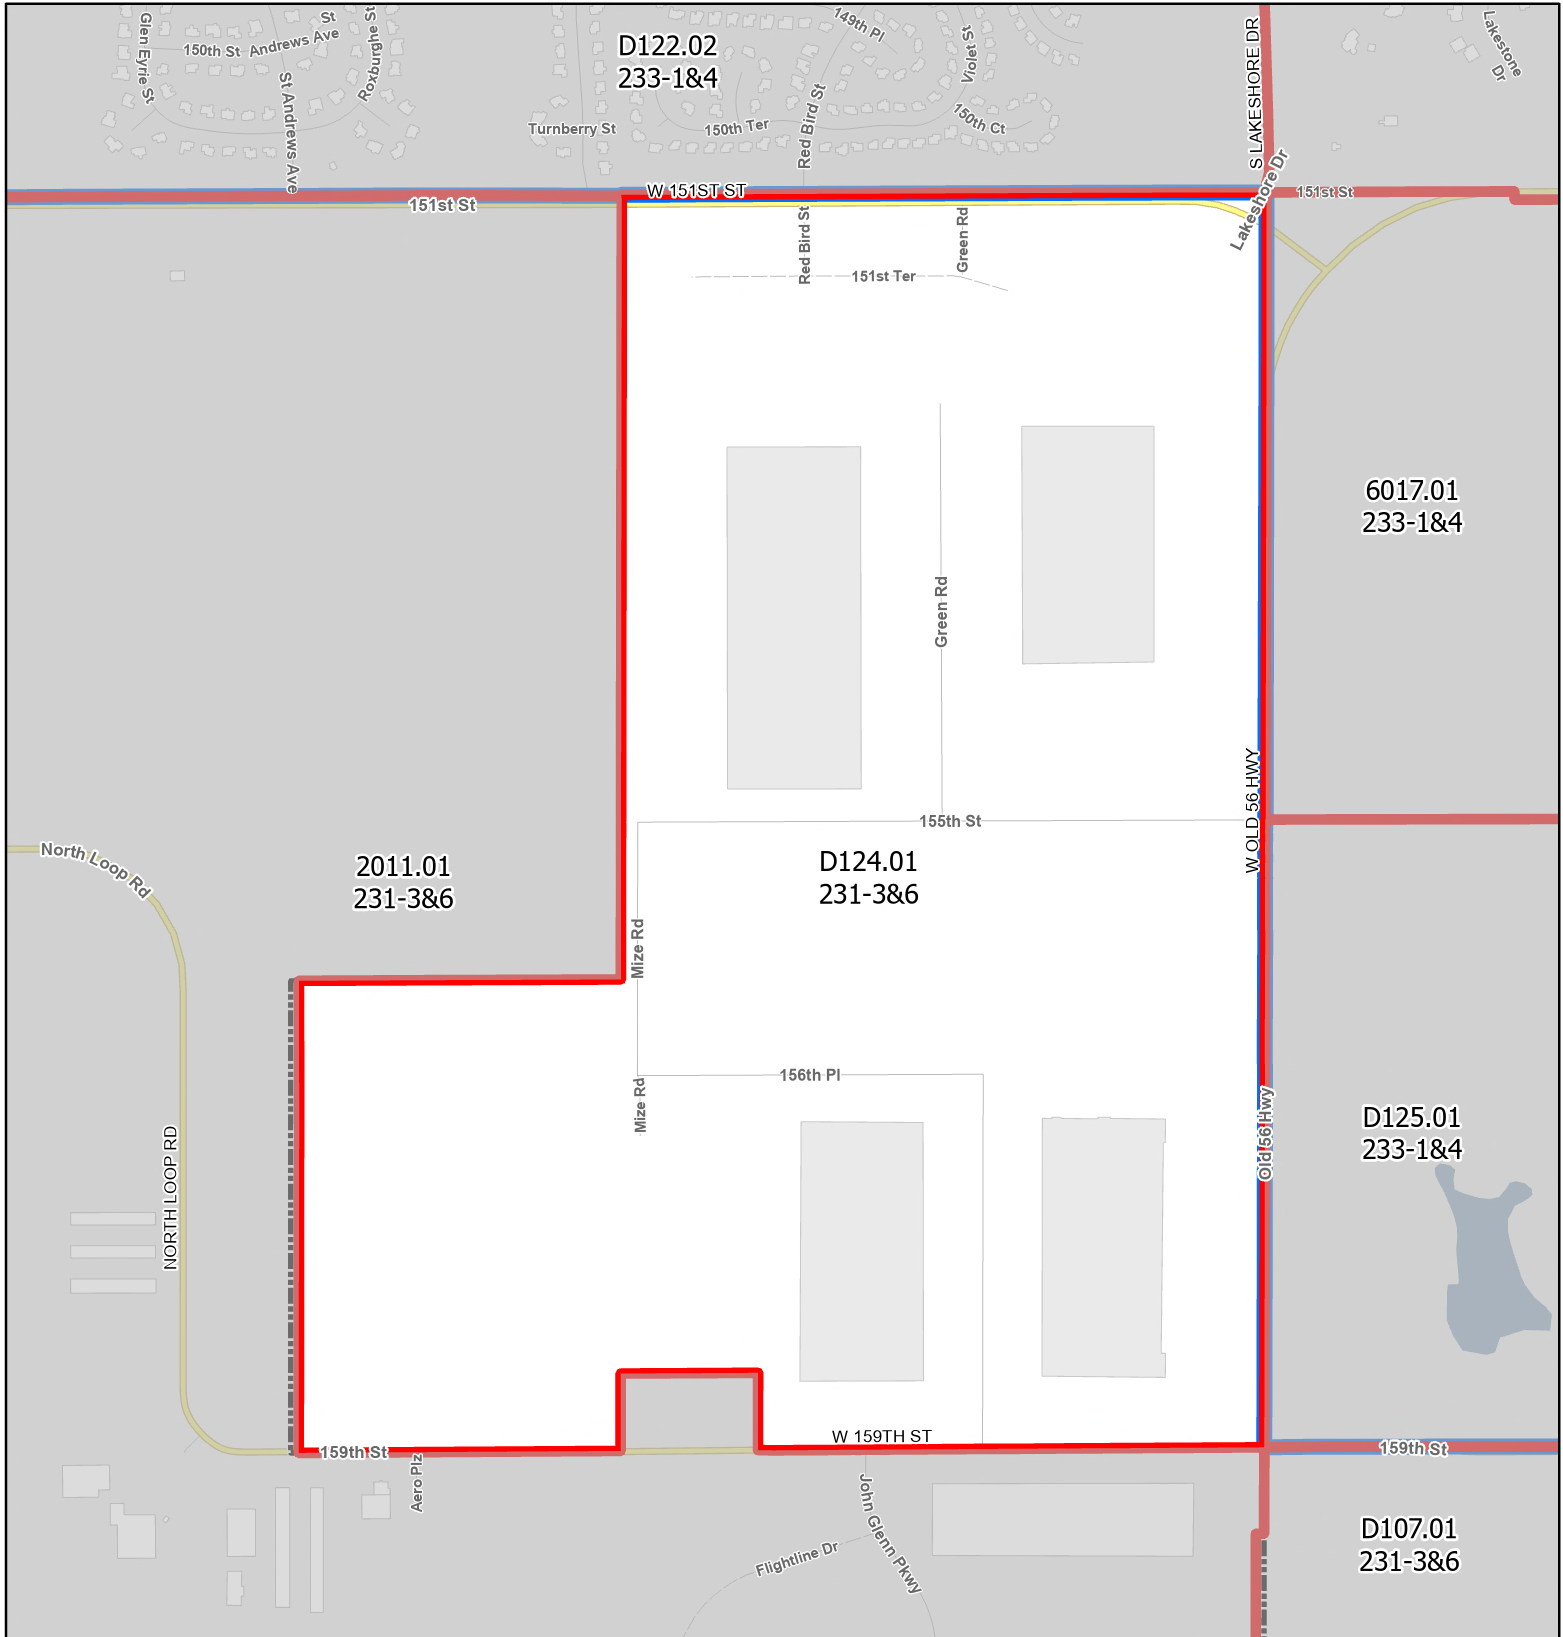 Glen Eyrie St
150th St
St Andrews Ave
St Andrews Ave
Roxburghe St
D122.02
233-1&4
149th Pl
Violet St
S LAKESHORE DR
Lakestone Dr
Turnberry St
150th Ter
Red Bird St
150th Ct
W 151ST ST
Lakeshore Dr
151st St
151st St
Red Bird St
Green Rd
151st Ter
6017.01
233-1&4
Green Rd
W OLD 56 HWY
155th St
North Loop Rd
2011.01
231-3&6
D124.01
231-3&6
Mize Rd
156th Pl
Mize Rd
Old 56 Hwy
D125.01
233-1&4
NORTH LOOP RD
159th St
W 159TH ST
159th St
Aero Plz
John Glenn Pkwy
Flightline Dr
D107.01
231-3&6